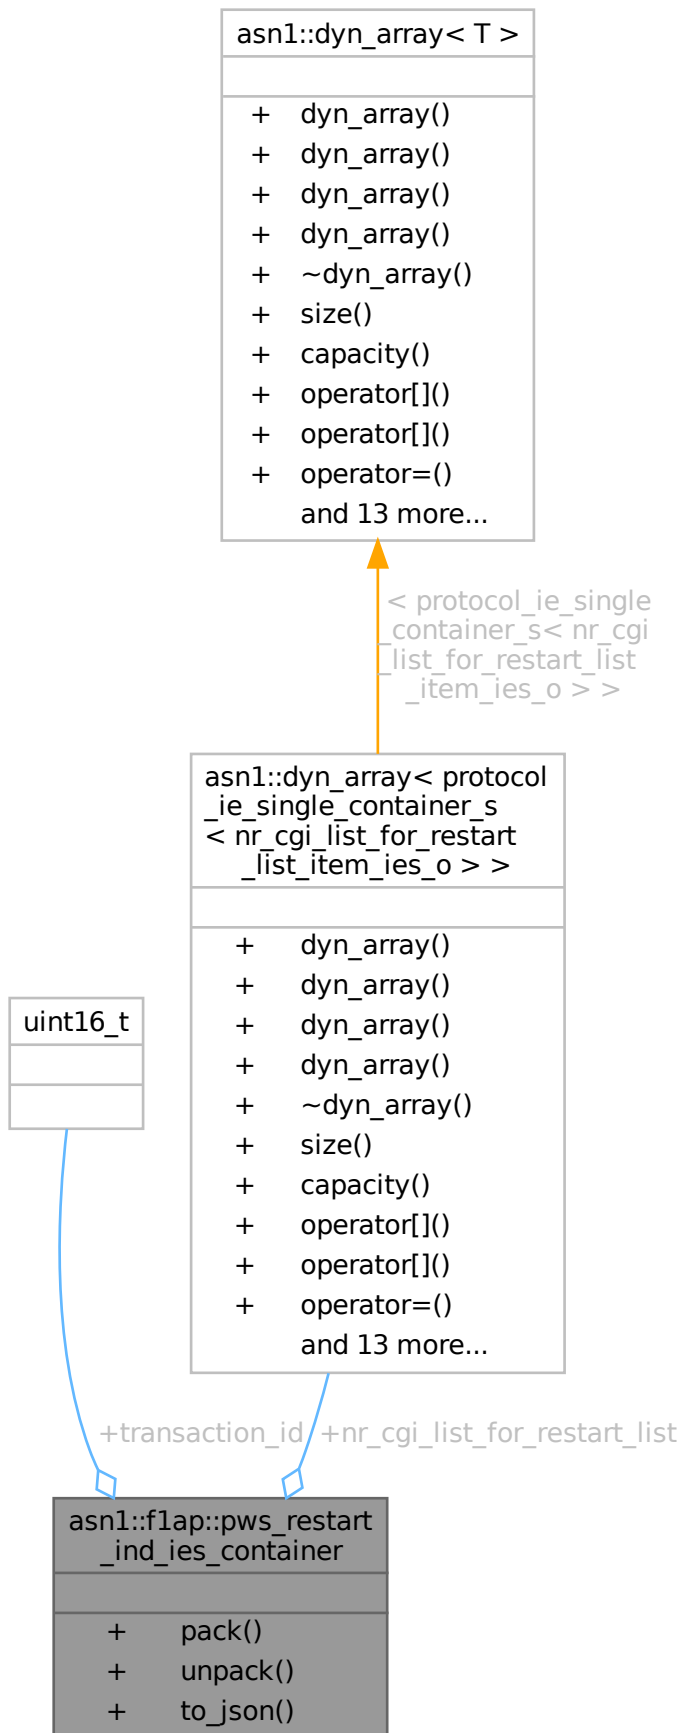 asn1::dyn_array< T >
+ dyn_array()
+ dyn_array()
+ dyn_array()
+ dyn_array()
+ ~dyn_array()
+ size()
+ capacity()
+ operator[]()
+ operator[]()
+ operator=()
and 13 more...
< protocol_ie_single
_container_s< nr_cgi
_list_for_restart_list
_item_ies_o > >
asn1::dyn_array< protocol
_ie_single_container_s
< nr_cgi_list_for_restart
_list_item_ies_o > >
+ dyn_array()
+ dyn_array()
+ dyn_array()
+ dyn_array()
+ ~dyn_array()
+ size()
+ capacity()
+ operator[]()
+ operator[]()
+ operator=()
and 13 more...
uint16_t
+transaction_id
+nr_cgi_list_for_restart_list
asn1::f1ap::pws_restart
_ind_ies_container
+ pack()
+ unpack()
+ to_json()